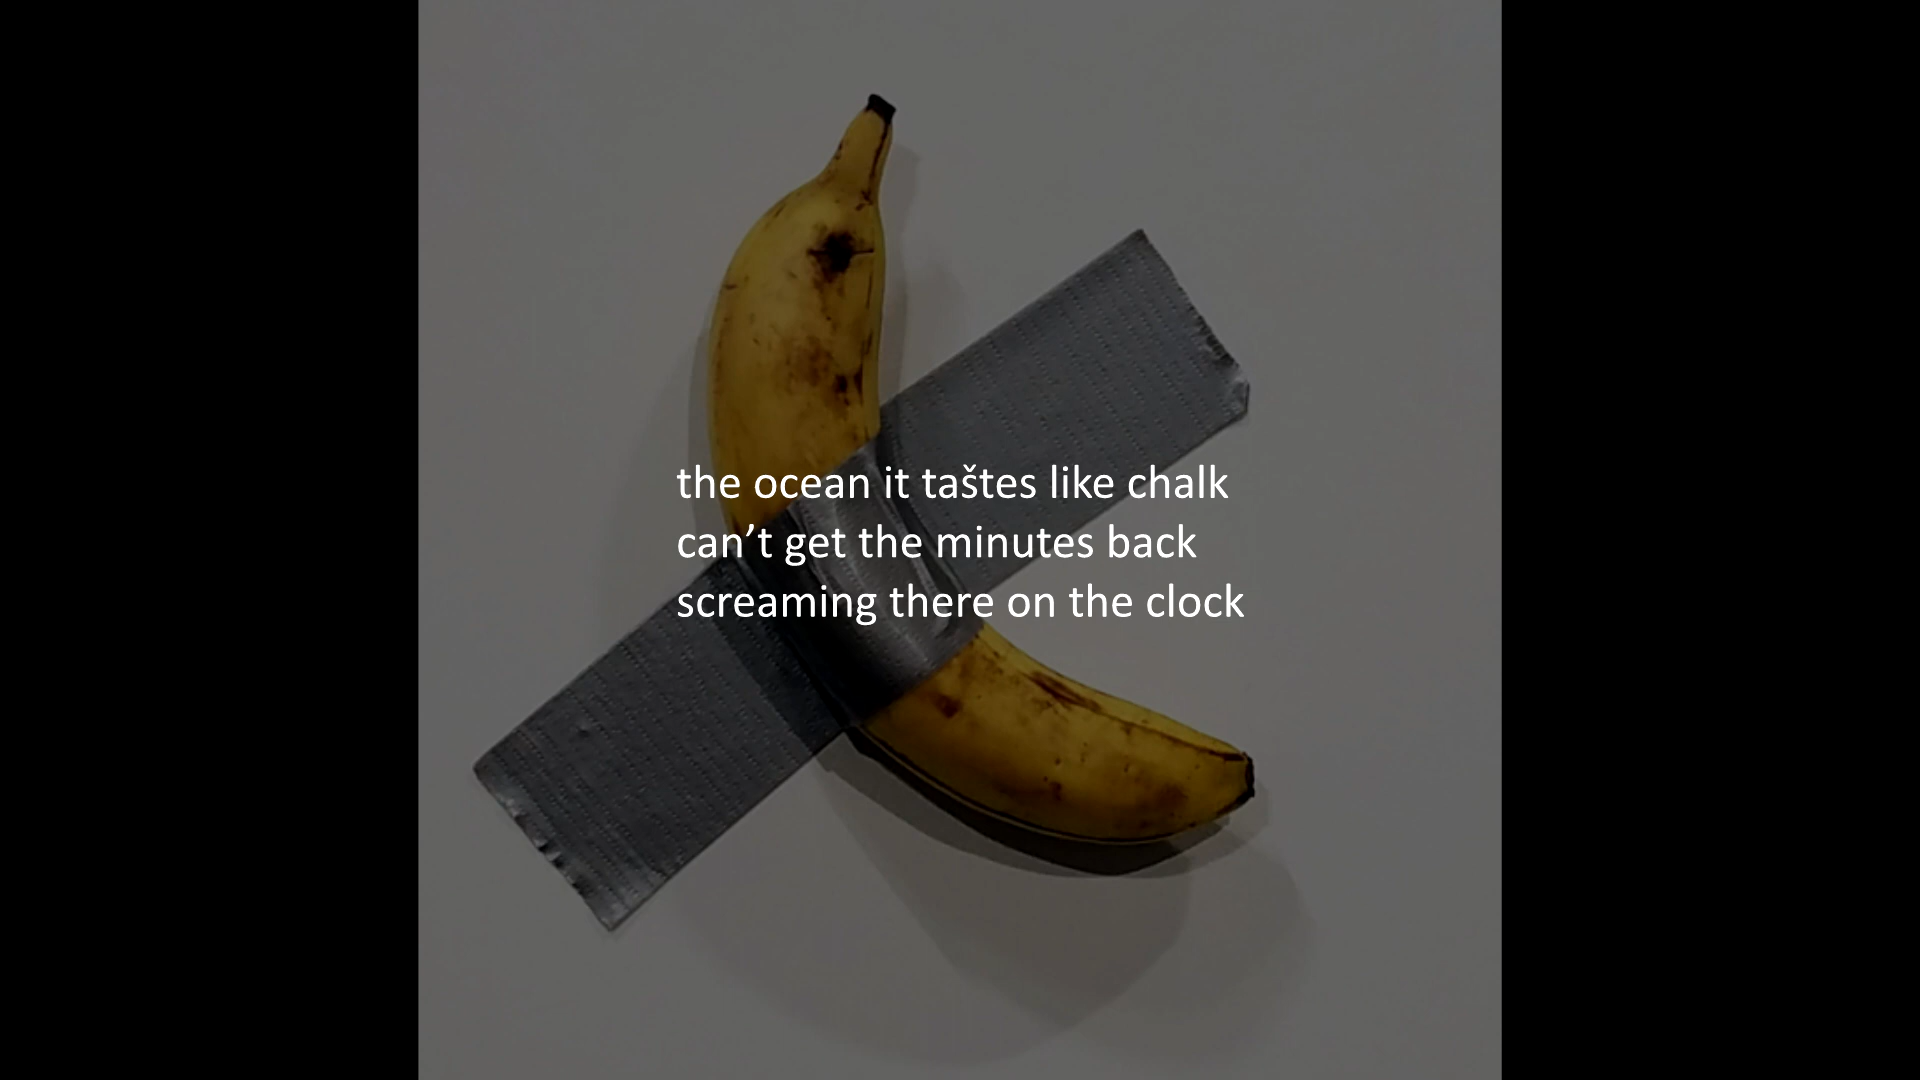 the ocean it taštes like chalk
can’t get the minutes back
screaming there on the clock